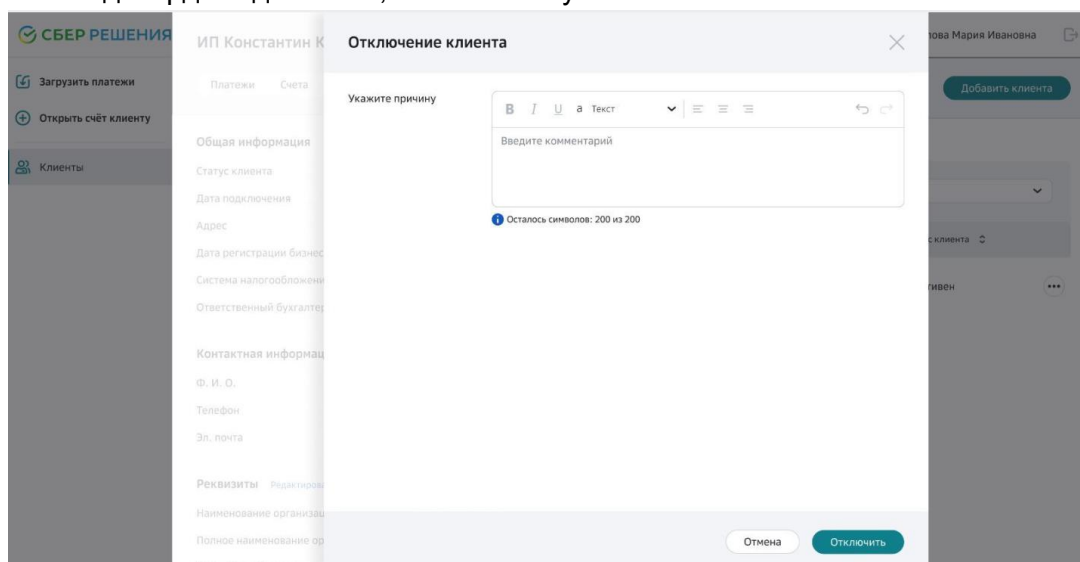 СБЕР РЕШЕНИЯ
Загрузить платежи
Открыть счёт клиенту
Клиенты
ИП Константин К
Платежи Счета
Общая информация
Статус клиента
Дата подключения
Адрес
Дата регистрации бизнес
Система налогообложени
Ответственный бухгалтер
Контактная информац
Ф. И. О.
Телефон
Эл. почта
Реквизиты Редактирова
Наименование организац
Полное наименование ор
Отключение клиента
Укажите причину
B I U a Текст
Введите комментарий
Осталось символов: 200 из 200
Отмена Отключить
лова Мария Ивановна
Добавить клиента
с клиента
тивен